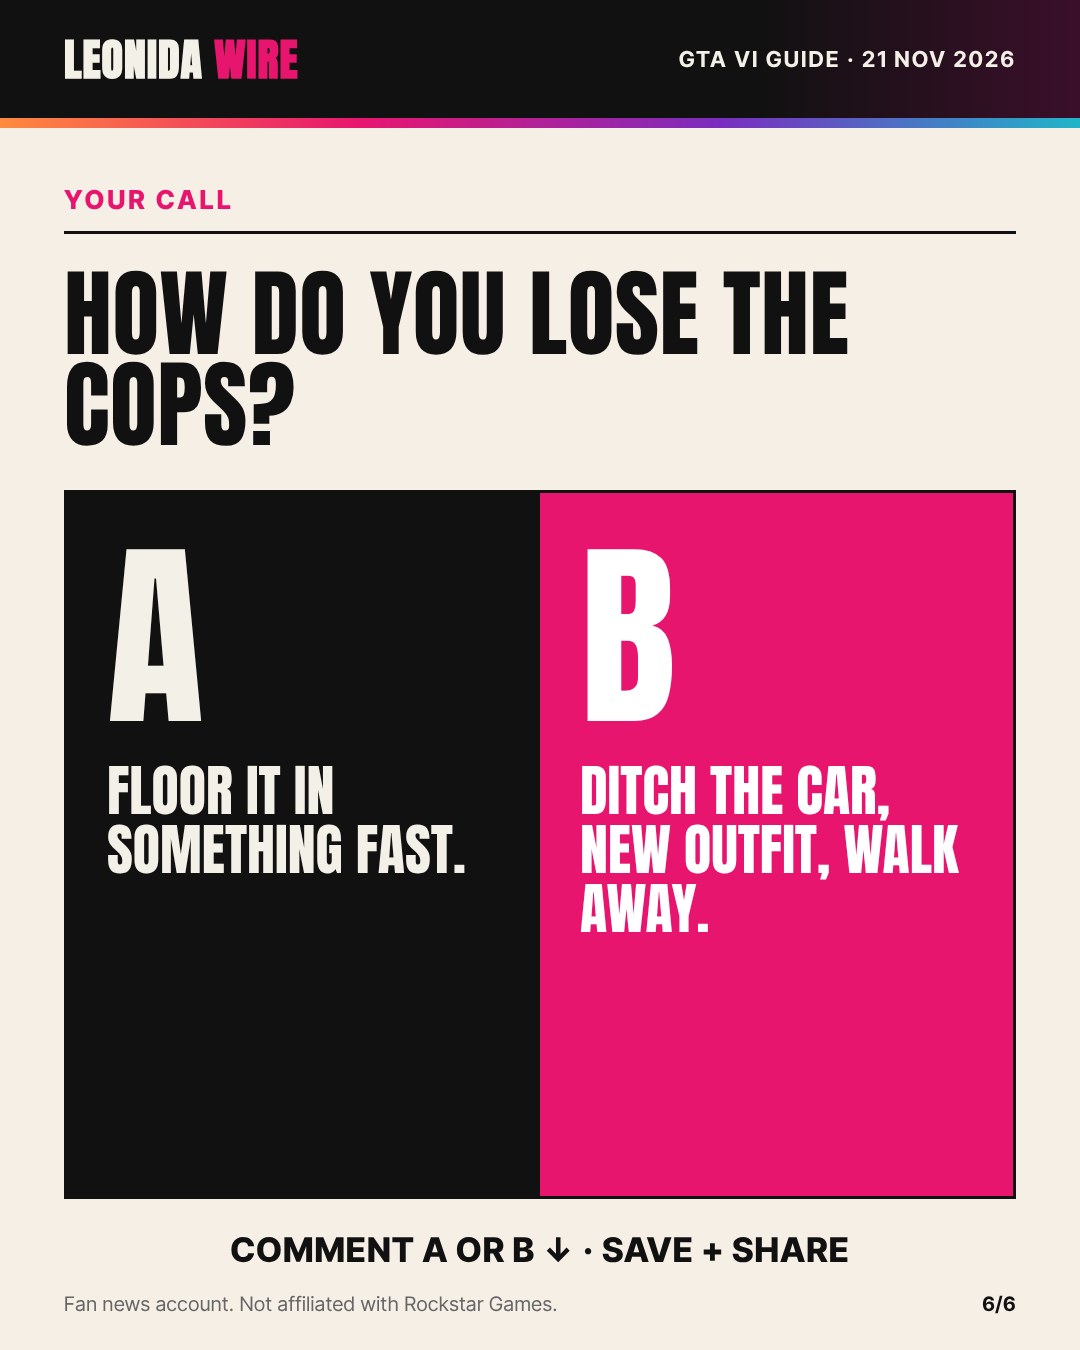 LEONIDA WIRE
GTA VI GUIDE · 21 NOV 2026
YOUR CALL
HOW DO YOU LOSE THE
COPS?
A
FLOOR IT IN
SOMETHING FAST.
B
DITCH THE CAR,
NEW OUTFIT, WALK
AWAY.
COMMENT A OR B ↓ · SAVE + SHARE
Fan news account. Not affiliated with Rockstar Games.
6/6